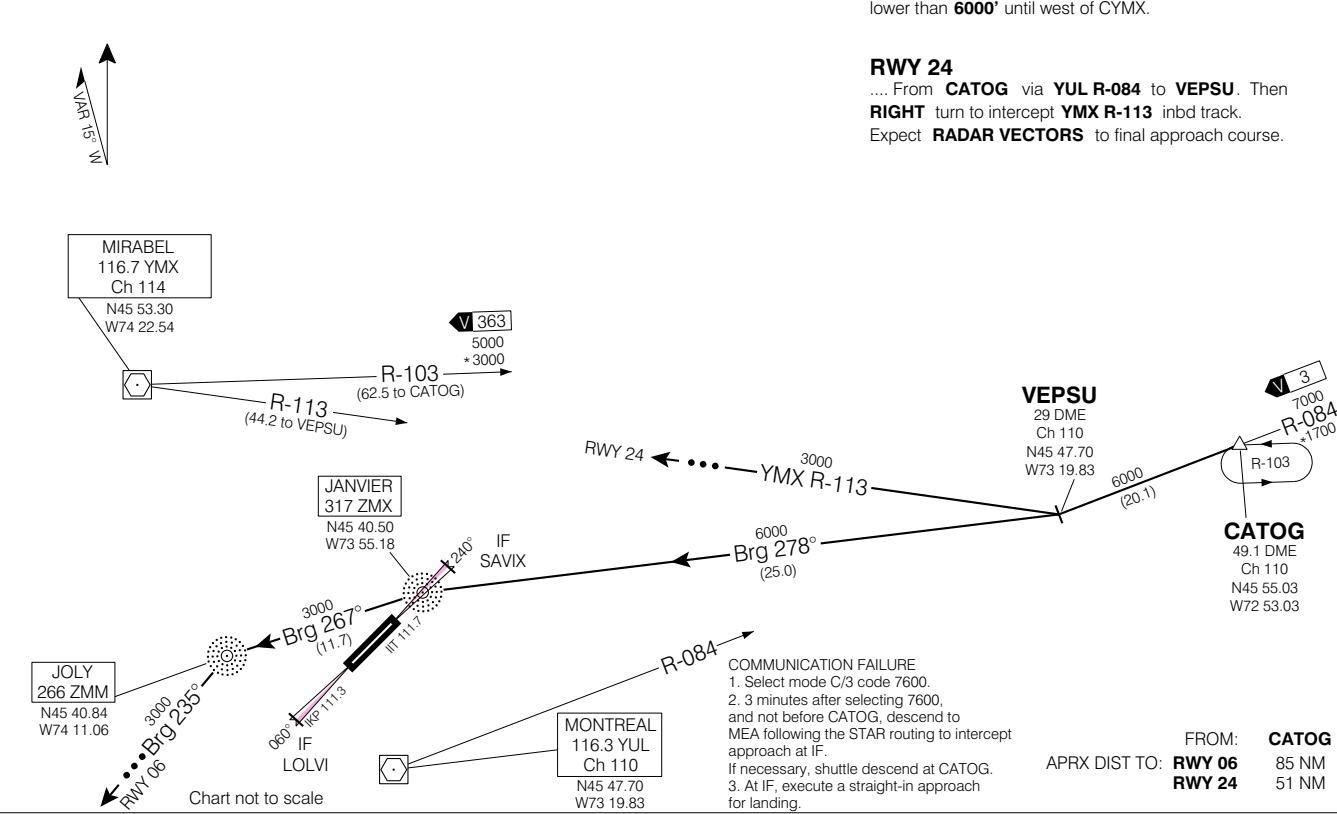 lower than 6000' until west of CYMX.
RWY 24
.... From CATOG via YUL R-084 to VEPSU. Then
RIGHT turn to intercept YMX R-113 inbd track.
Expect RADAR VECTORS to final approach course.
VAR 15° W
MIRABEL
116.7 YMX
Ch 114
N45 53.30
W74 22.54
V 363
5000
*3000
R-103
(62.5 to CATOG)
R-113
(44.2 to VEPSU)
VEPSU
29 DME
Ch 110
N45 47.70
W73 19.83
V 3
7000
R-084
*1700
R-103
RWY 24
3000
YMX R-113
6000
(20.1)
CATOG
49.1 DME
Ch 110
N45 55.03
W72 53.03
JANVIER
317 ZMX
N45 40.50
W73 55.18
240°
IF
SAVIX
6000
Brg 278°
(25.0)
3000
Brg 267°
(11.7)
IIT 111.7
JOLY
266 ZMM
N45 40.84
W74 11.06
3000
Brg 235°
RWY 06
060°
IKP 111.3
IF
LOLVI
R-084
MONTREAL
116.3 YUL
Ch 110
N45 47.70
W73 19.83
COMMUNICATION FAILURE
1. Select mode C/3 code 7600.
2. 3 minutes after selecting 7600,
and not before CATOG, descend to
MEA following the STAR routing to intercept
approach at IF.
If necessary, shuttle descend at CATOG.
3. At IF, execute a straight-in approach
for landing.
FROM: CATOG
APRX DIST TO: RWY 06 85 NM
RWY 24 51 NM
Chart not to scale